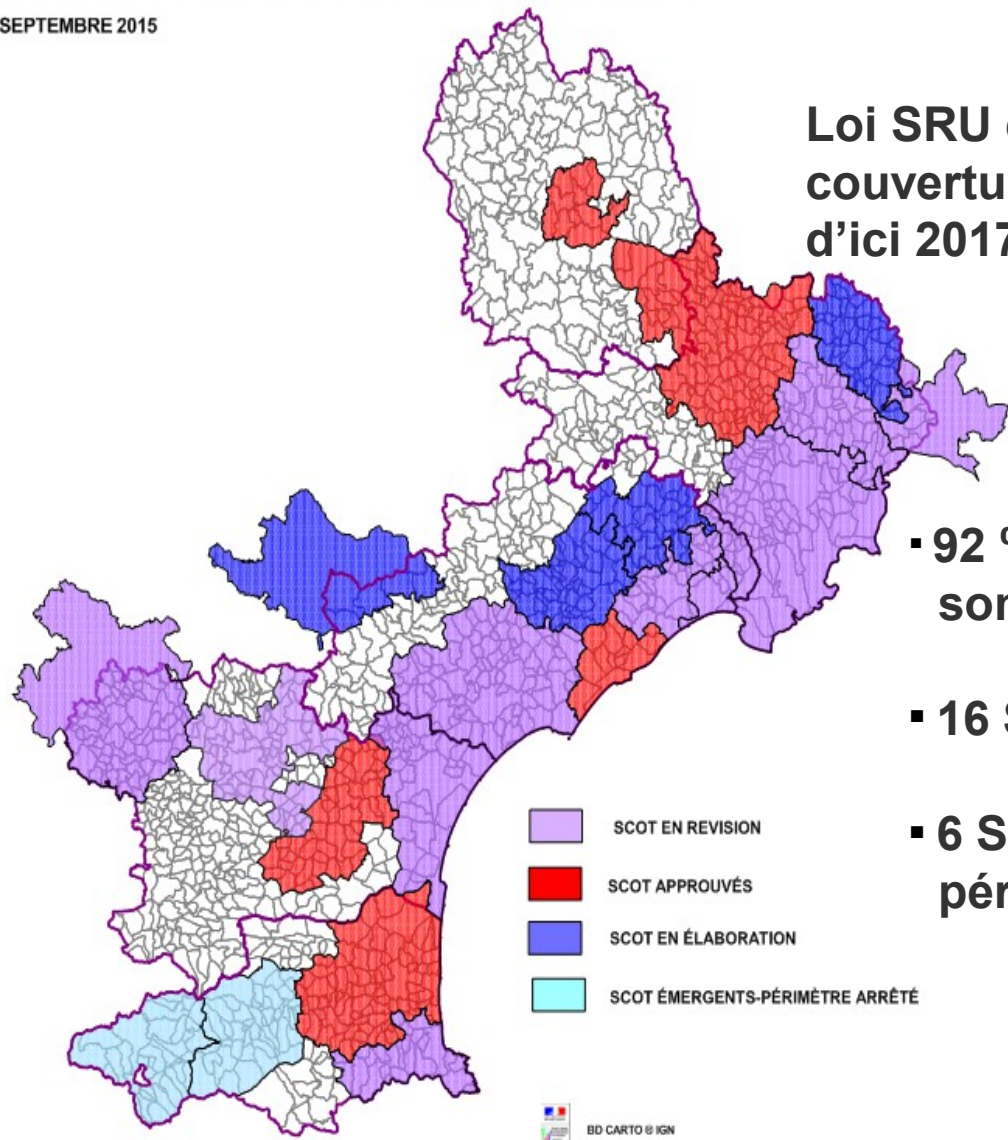 SEPTEMBRE 2015
Loi SRU
couvertu
d'ici 2017
▪ 92
son
▪ 16
▪ 6 S
pér
SCOT EN REVISION
SCOT APPROUVÉS
SCOT EN ÉLABORATION
SCOT ÉMERGENTS-PÉRIMÈTRE ARRÊTÉ
BD CARTO ® IGN